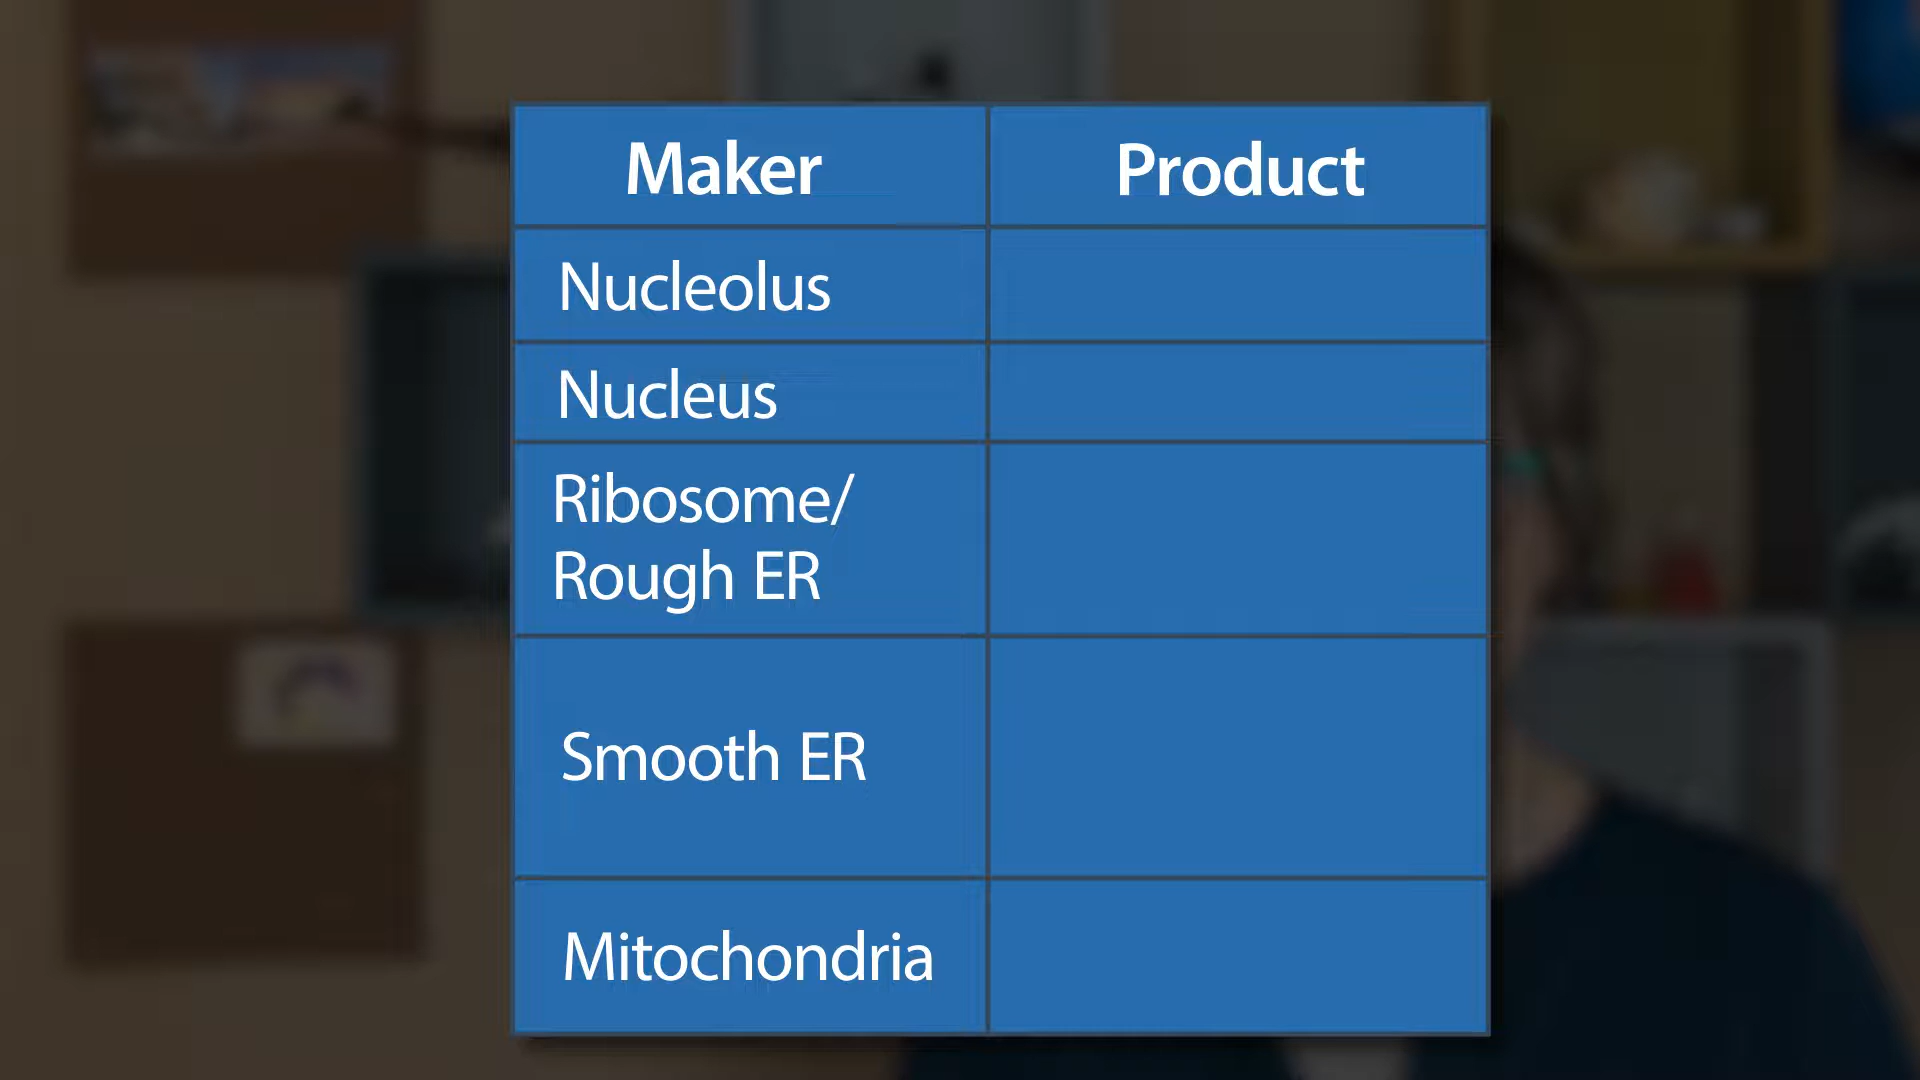 Maker Product
Nucleolus
Nucleus
Ribosome/
Rough ER
Smooth ER
Mitochondria